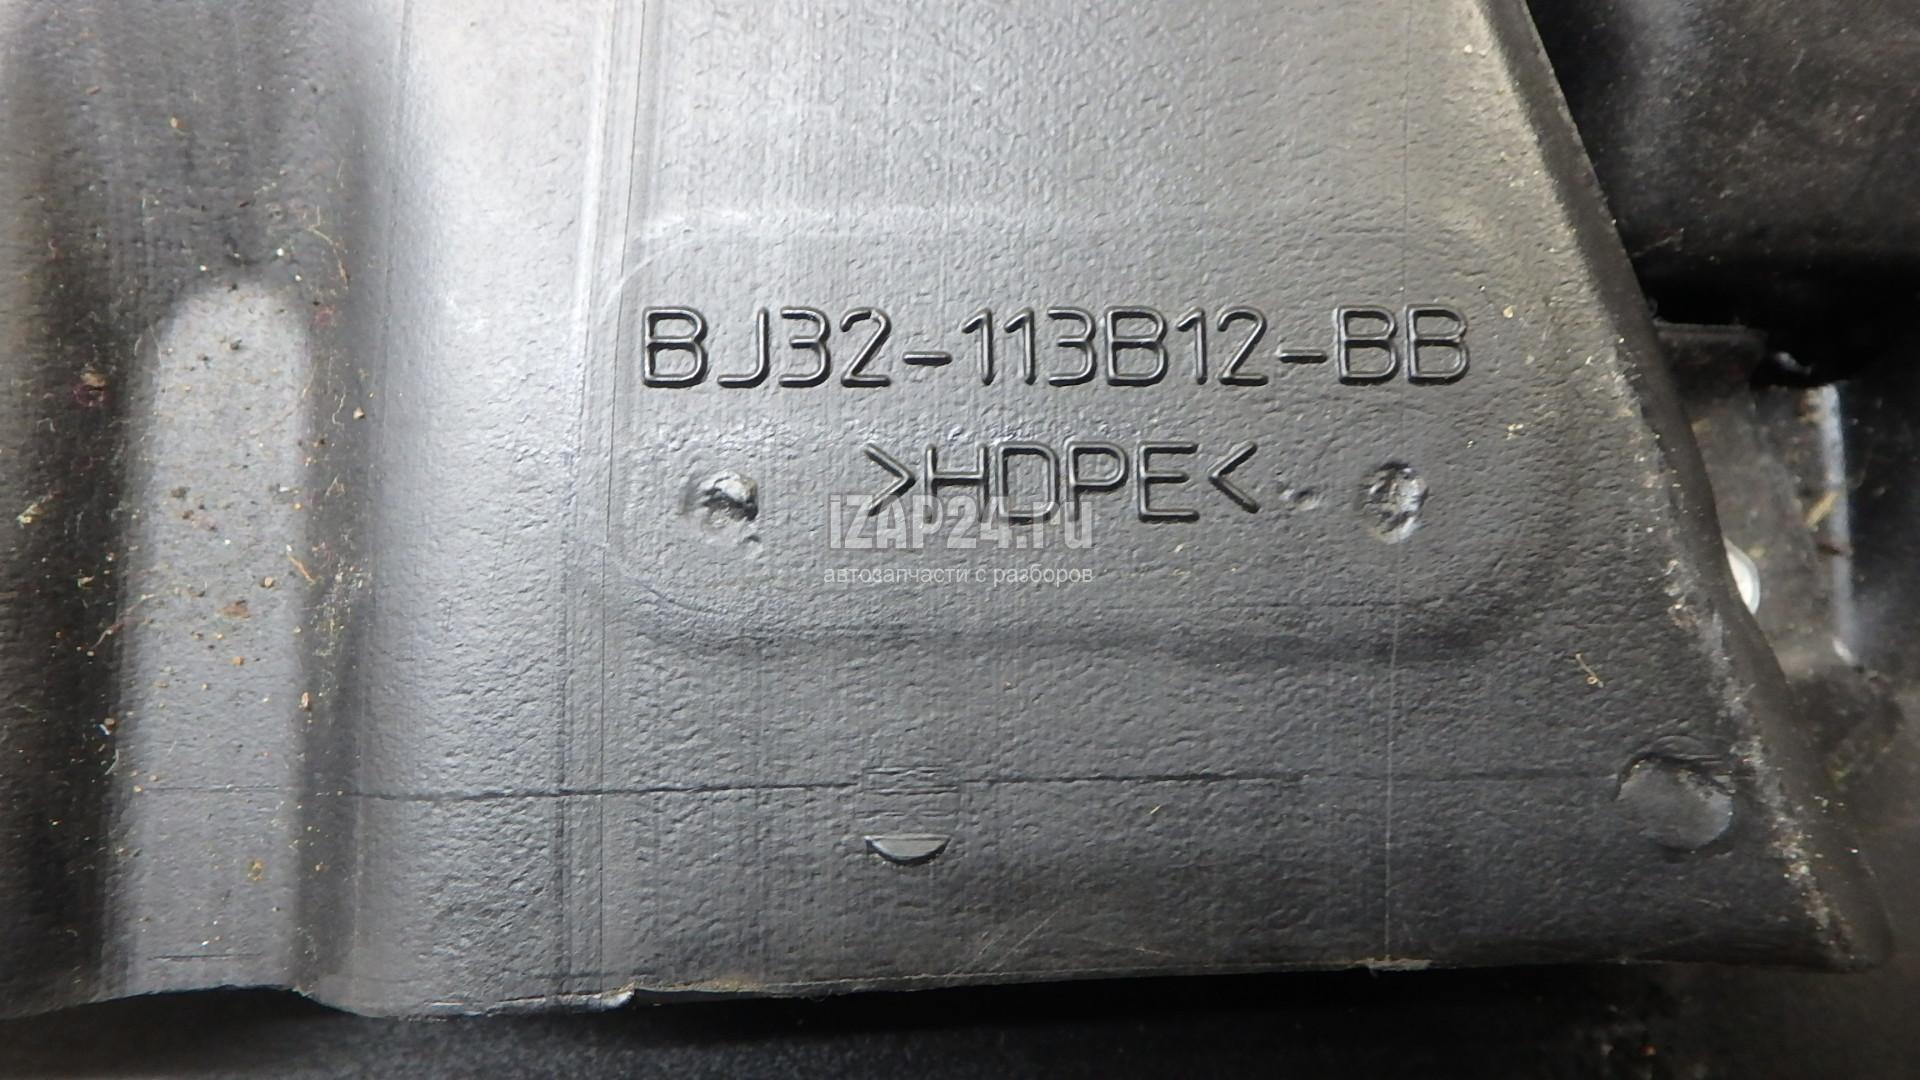 BJ32-113B12-BB
>HDPE<
iZAP24.ru
автозапчасти с разборов